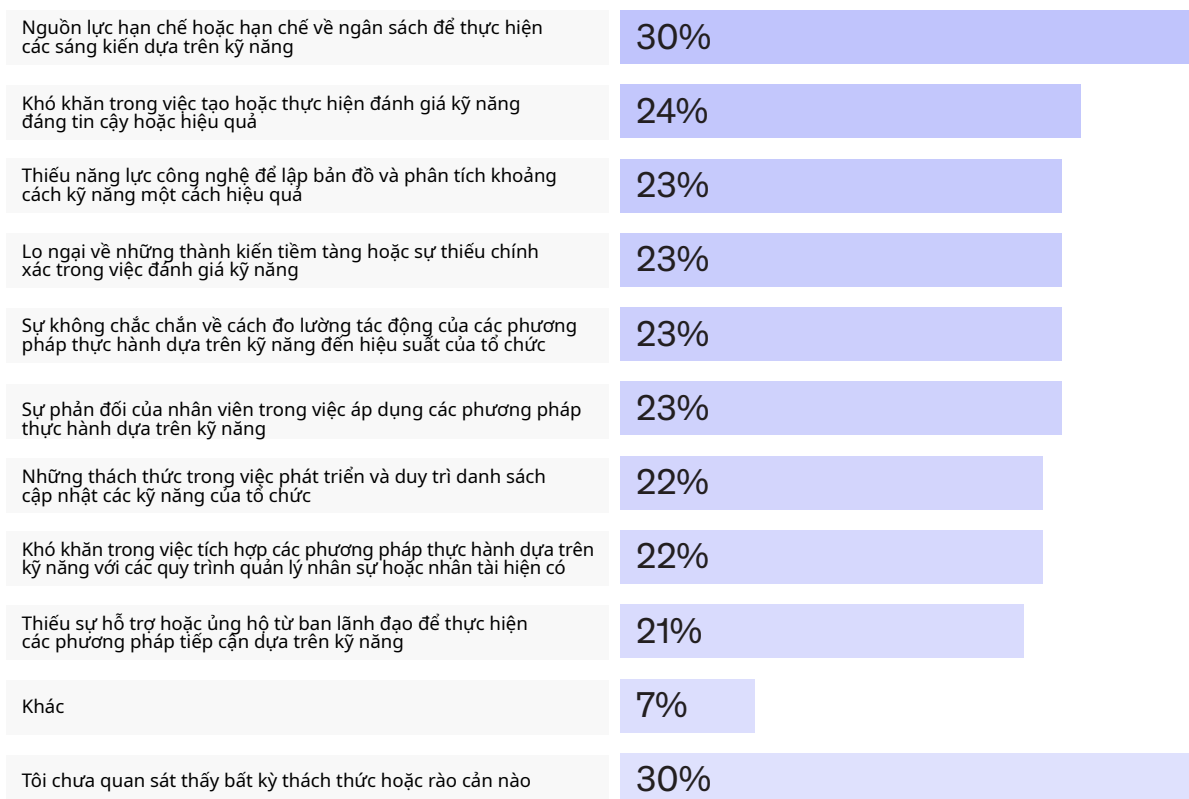 Nguồn lực hạn chế hoặc hạn chế về ngân sách để thực hiện
các sáng kiến dựa trên kỹ năng
30%
Khó khăn trong việc tạo hoặc thực hiện đánh giá kỹ năng
đáng tin cậy hoặc hiệu quả
24%
Thiếu năng lực công nghệ để lập bản đồ và phân tích khoảng
cách kỹ năng một cách hiệu quả
23%
Lo ngại về những thành kiến tiềm tàng hoặc sự thiếu chính
xác trong việc đánh giá kỹ năng
23%
Sự không chắc chắn về cách đo lường tác động của các phương
pháp thực hành dựa trên kỹ năng đến hiệu suất của tổ chức
23%
Sự phản đối của nhân viên trong việc áp dụng các phương pháp
thực hành dựa trên kỹ năng
23%
Những thách thức trong việc phát triển và duy trì danh sách
cập nhật các kỹ năng của tổ chức
22%
Khó khăn trong việc tích hợp các phương pháp thực hành dựa trên
kỹ năng với các quy trình quản lý nhân sự hoặc nhân tài hiện có
22%
Thiếu sự hỗ trợ hoặc ủng hộ từ ban lãnh đạo để thực hiện
các phương pháp tiếp cận dựa trên kỹ năng
21%
Khác
7%
Tôi chưa quan sát thấy bất kỳ thách thức hoặc rào cản nào
30%